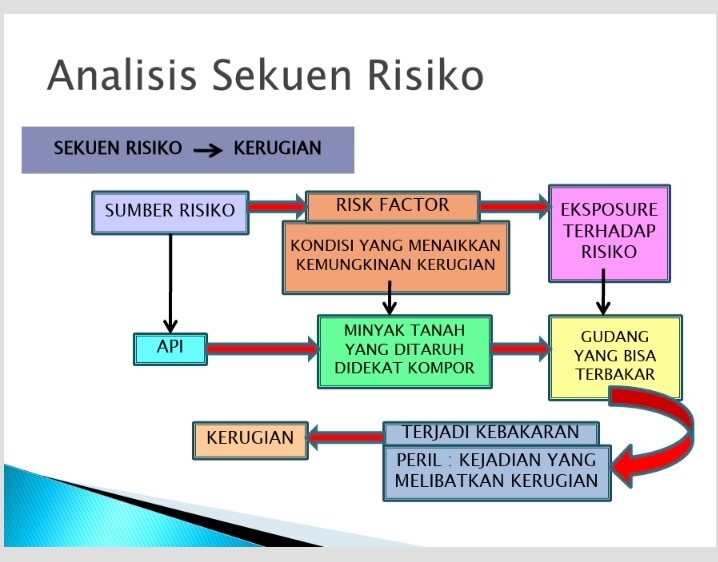 Analisis Sekuen Risiko
SEKUEN RISIKO → KERUGIAN
SUMBER RISIKO
RISK FACTOR
KONDISI YANG MENAIKKAN
KEMUNGKINAN KERUGIAN
EKSPOSURE
TERHADAP
RISIKO
API
MINYAK TANAH
YANG DITARUH
DIDEKAT KOMPOR
GUDANG
YANG BISA
TERBAKAR
KERUGIAN
TERJADI KEBAKARAN
PERIL : KEJADIAN YANG
MELIBATKAN KERUGIAN